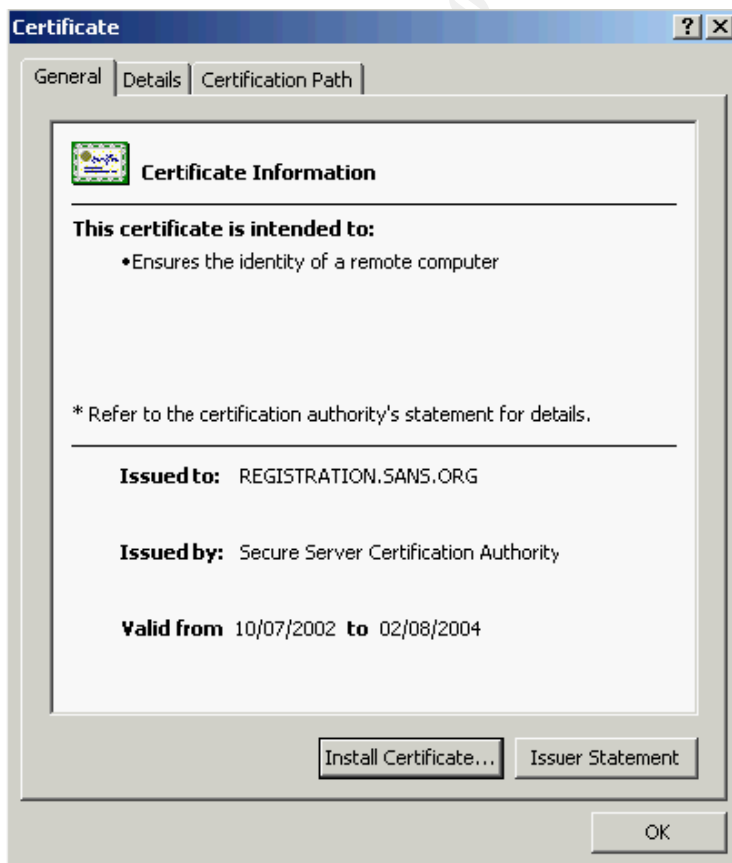 Certificate
General
Details
Certification Path
Certificate Information
This certificate is intended to:
•Ensures the identity of a remote computer
* Refer to the certification authority's statement for details.
Issued to: REGISTRATION.SANS.ORG
Issued by: Secure Server Certification Authority
Valid from 10/07/2002 to 02/08/2004
Install Certificate...
Issuer Statement
OK